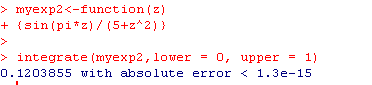 > myexp2<-function(z)
+ {sin(pi*z)/(5+z^2)}
>
> integrate(myexp2,lower = 0, upper = 1)
0.1203855 with absolute error < 1.3e-15